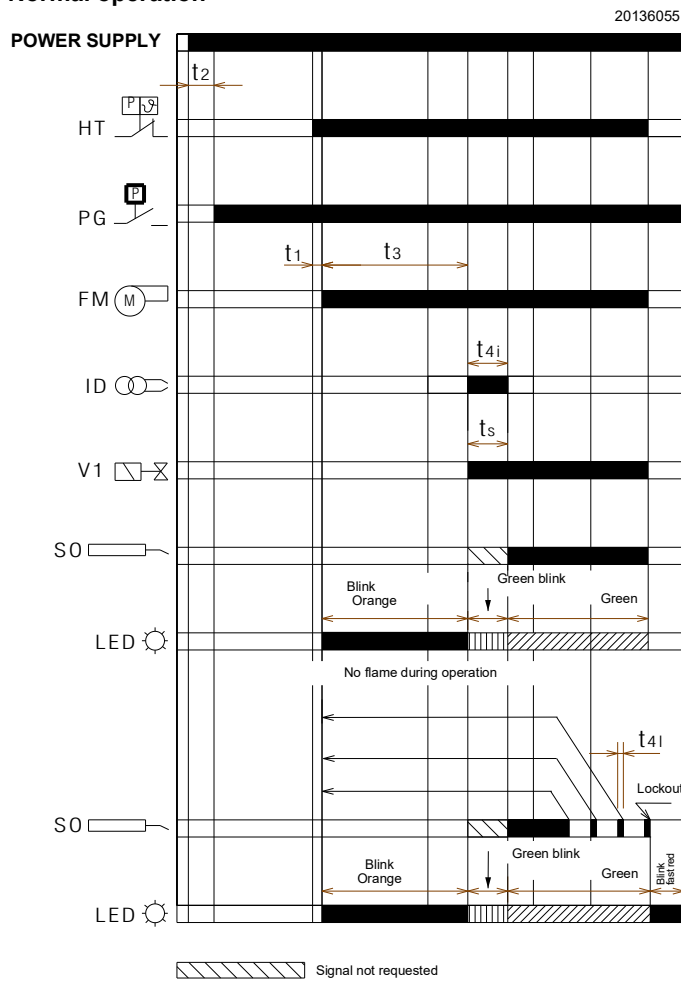 20136055
POWER SUPPLY
t2
P ϑ
HT
P
PG
t1 t3
FM M
t4i
ID
ts
V1
SO
Blink Orange
Green blink
Green
LED
No flame during operation
t4l
Lockout
SO
Blink Orange
Green blink
Green
Blink fast red
LED
Signal not requested